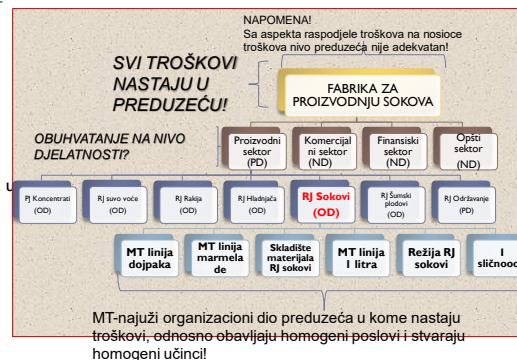 NAPOMENA!
Sa aspekta raspodjele troškova na nosioce
troškova nivo preduzeća nije adekvatan!
SVI TROŠKOVI
NASTAJU U
PREDUZEĆU!
FABRIKA ZA
PROIZVODNJU SOKOVA
OBUHVATANJE NA NIVO
DJELATNOSTI?
Proizvodni
sektor
(PD)
Komercijal
ni sektor
(ND)
Finansiski
sektor
(ND)
Opšti
sektor
(ND)
u
PJ Koncentrati
(OD)
RJ suvo voće
(OD)
RJ Rakija
(OD)
RJ Hladnjača
(OD)
RJ Sokovi
(OD)
RJ Šumski
plodovi
(OD)
RJ Održavanje
(PD)
MT linija
dojpaka
MT linija
marmela
de
Skladište
materijala
RJ sokovi
MT linija
1 litra
Režija RJ
sokovi
I
sličnood
MT-najuži organizacioni dio preduzeća u kome nastaju
troškovi, odnosno obavljaju homogeni poslovi i stvaraju
homogeni učinci!